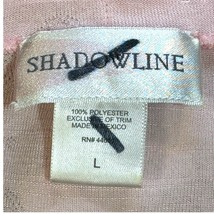 SHADOWLINE
100% POLYESTER
EXCLUSIVE OF TRIM
MADE IN MEXICO
RN#
L